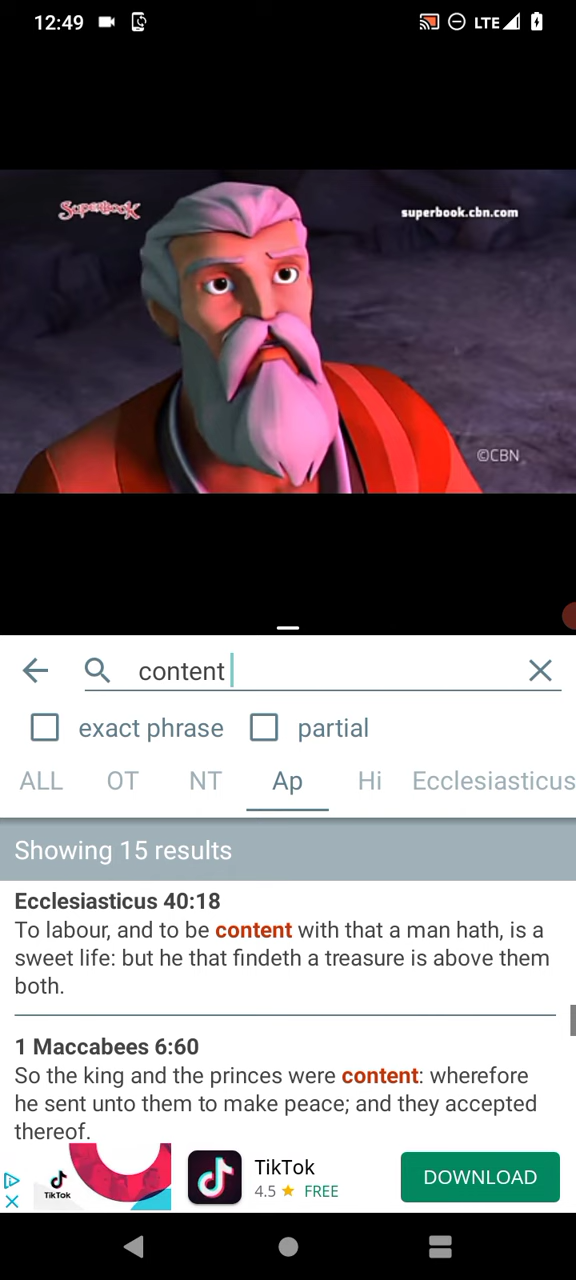 12:49
LTE
SUPERBOOK
superbook.cbn.com
©CBN
content
exact phrase
partial
ALL OT NT Ap Hi Ecclesiasticus
Showing 15 results
Ecclesiasticus 40:18
To labour, and to be content with that a man hath, is a
sweet life: but he that findeth a treasure is above them
both.
1 Maccabees 6:60
So the king and the princes were content: wherefore
he sent unto them to make peace; and they accepted
thereof.
TikTok
TikTok
4.5 ★ FREE
DOWNLOAD